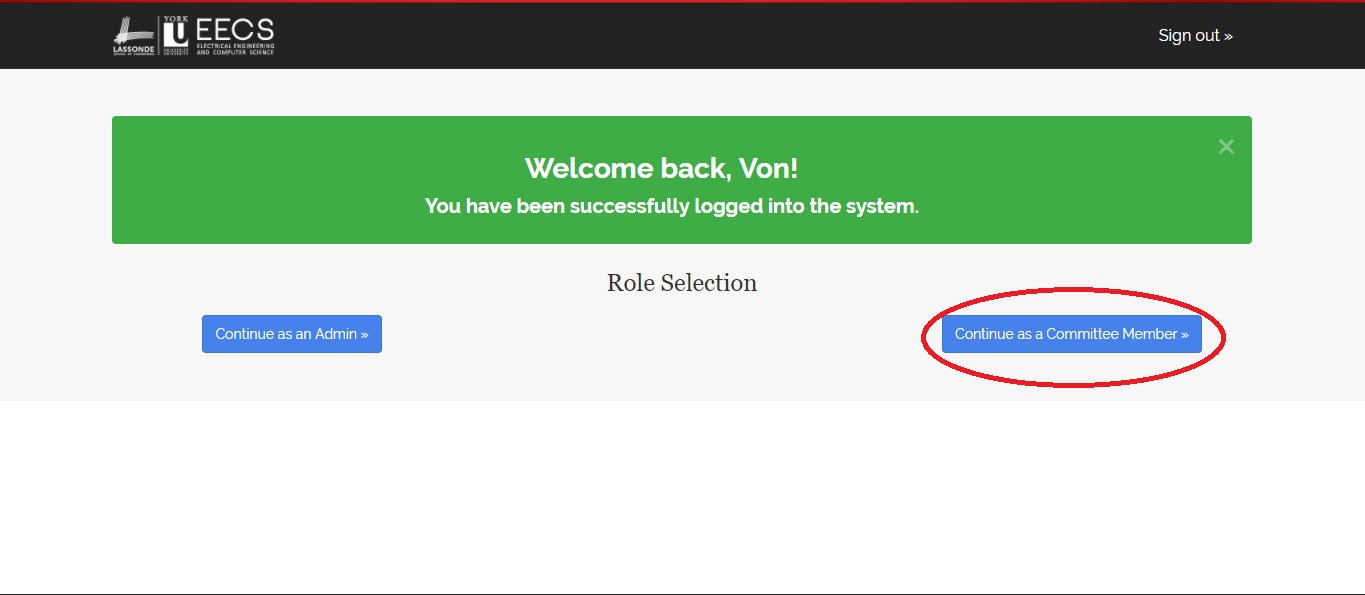 LASSONDE
YORK
U
EECS
ELECTRICAL ENGINEERING
AND COMPUTER SCIENCE
Sign out »
Welcome back, Von!
You have been successfully logged into the system.
Role Selection
Continue as an Admin »
Continue as a Committee Member »